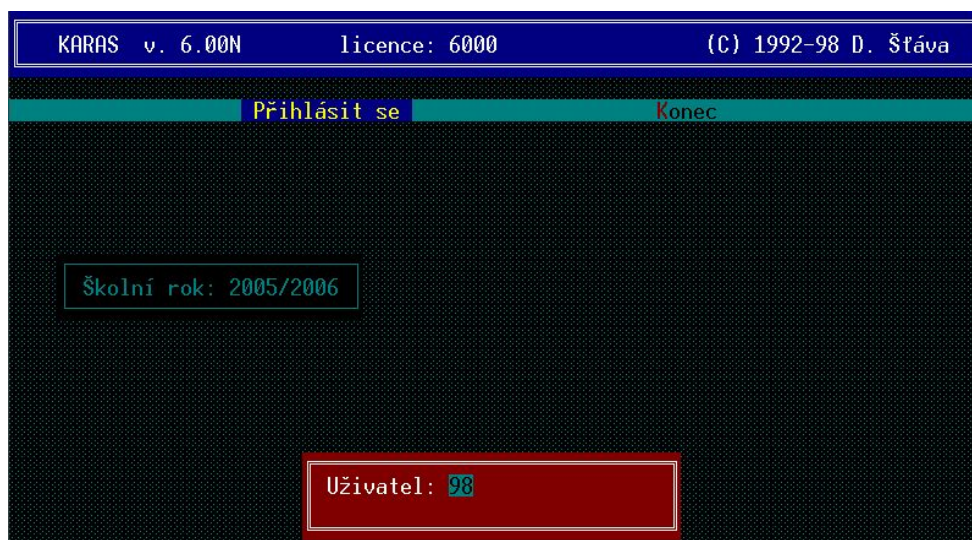 KARAS v. 6.00N licence: 6000 (C) 1992-98 D. Šťáva
Přihlásit se Konec
Školní rok: 2005/2006
Uživatel: 98